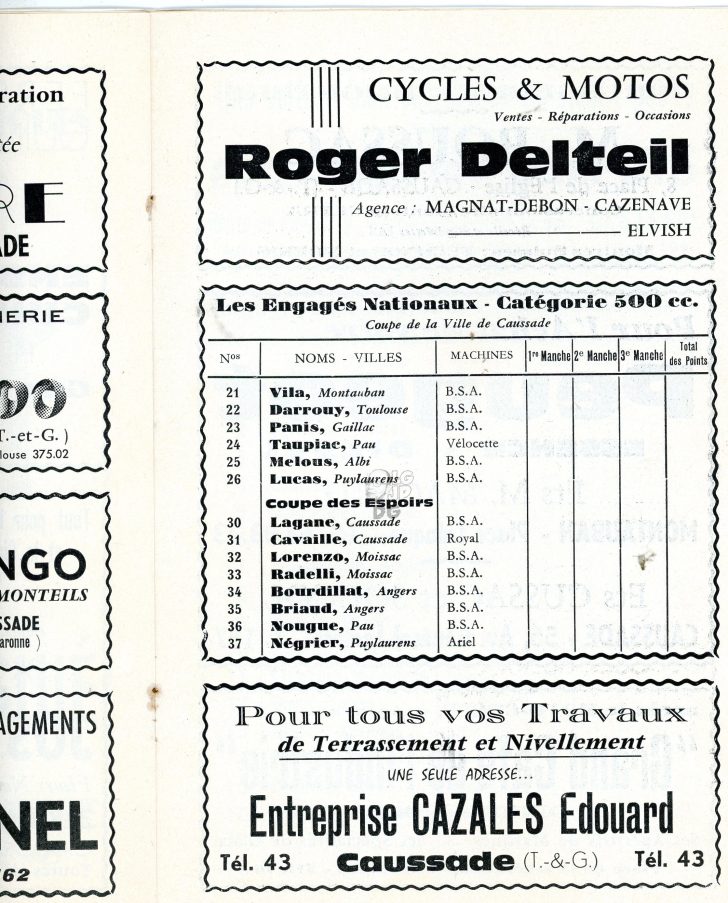 ration
tée
RE
ADE
NERIE
T.-et-G. )
louse 375.02
NGO
MONTEILS
SSADE
aronne )
AGEMENTS
NEL
62
CYCLES & MOTOS
Ventes - Réparations - Occasions
Roger Delteil
Agence : MAGNAT-DEBON - CAZENAVE
ELVISH
Les Engagés Nationaux - Catégorie 500 cc.
Coupe de la Ville de Caussade
Nos NOMS - VILLES MACHINES 1re Manche 2e Manche 3e Manche Total des Points
21 Vila, Montauban B.S.A.
22 Darrouy, Toulouse B.S.A.
23 Panis, Gaillac B.S.A.
24 Taupiac, Pau Vélocette
25 Melous, Albi B.S.A.
26 Lucas, Puylaurens B.S.A.
Coupe des Espoirs
30 Lagane, Caussade B.S.A.
31 Cavaille, Caussade Royal
32 Lorenzo, Moissac B.S.A.
33 Radelli, Moissac B.S.A.
34 Bourdillat, Angers B.S.A.
35 Briaud, Angers B.S.A.
36 Nougue, Pau B.S.A.
37 Négrier, Puylaurens Ariel
Pour tous vos Travaux
de Terrassement et Nivellement
UNE SEULE ADRESSE...
Entreprise CAZALES Edouard
Tél. 43 Caussade (T.-&-G.) Tél. 43